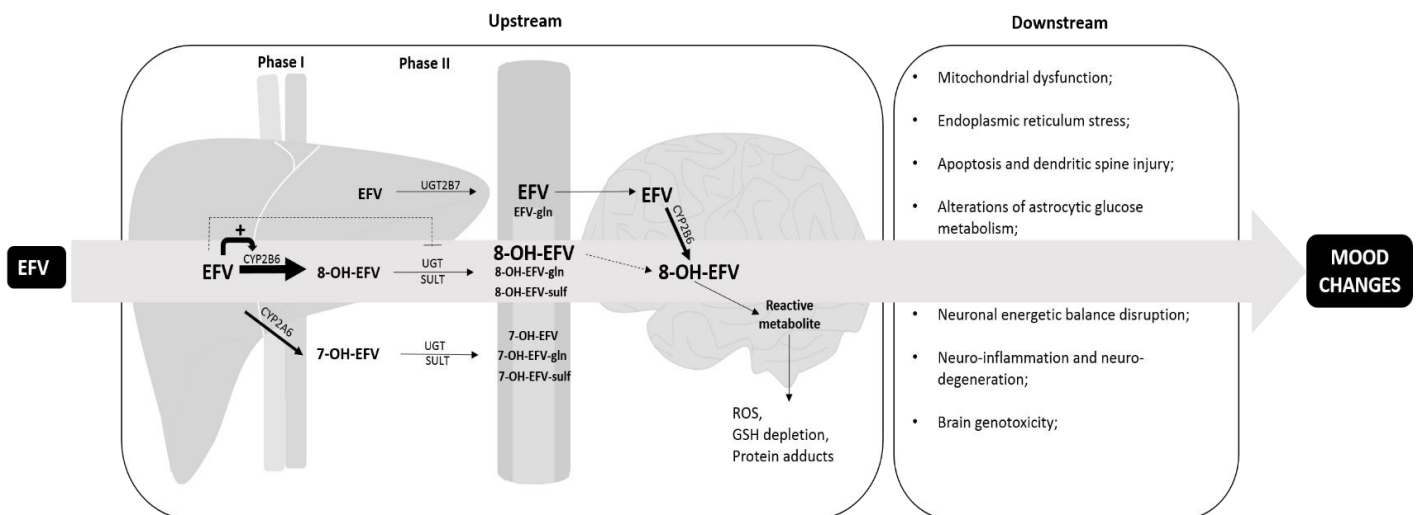 Upstream
Downstream
Phase I
Phase II
EFV
UGT2B7
EFV
EFV-gln
EFV
CYP2B6
+
EFV
CYP2B6
EFV
8-OH-EFV
UGT
SULT
8-OH-EFV
8-OH-EFV-gln
8-OH-EFV-sulf
8-OH-EFV
Reactive
metabolite
CYP2A6
7-OH-EFV
UGT
SULT
7-OH-EFV
7-OH-EFV-gln
7-OH-EFV-sulf
ROS,
GSH depletion,
Protein adducts
• Mitochondrial dysfunction;
• Endoplasmic reticulum stress;
• Apoptosis and dendritic spine injury;
• Alterations of astrocytic glucose
metabolism;
• Neuronal energetic balance disruption;
• Neuro-inflammation and neuro-
degeneration;
• Brain genotoxicity;
MOOD
CHANGES